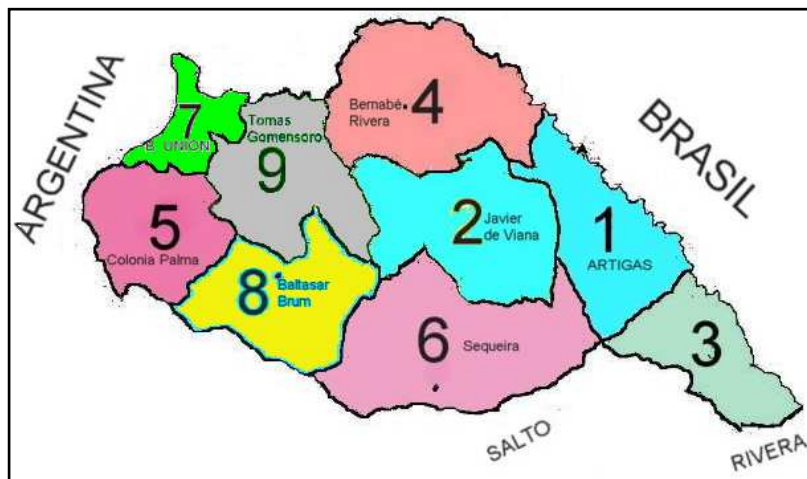 ARGENTINA
BRASIL
7
B. UNION
Tomas
Gomensoro
9
Bernabé
Rivera
4
5
Colonia Palma
2
Javier
de Viana
1
ARTIGAS
8
Baltasar
Brum
6
Sequeira
3
SALTO
RIVERA